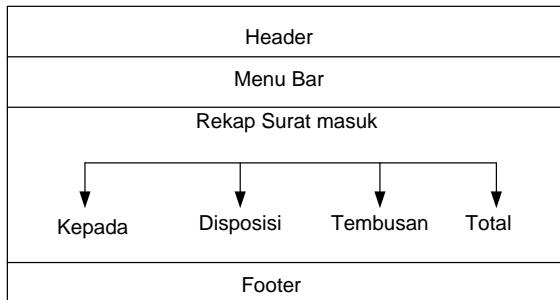 Header
Menu Bar
Rekap Surat masuk
Kepada Disposisi Tembusan Total
Footer